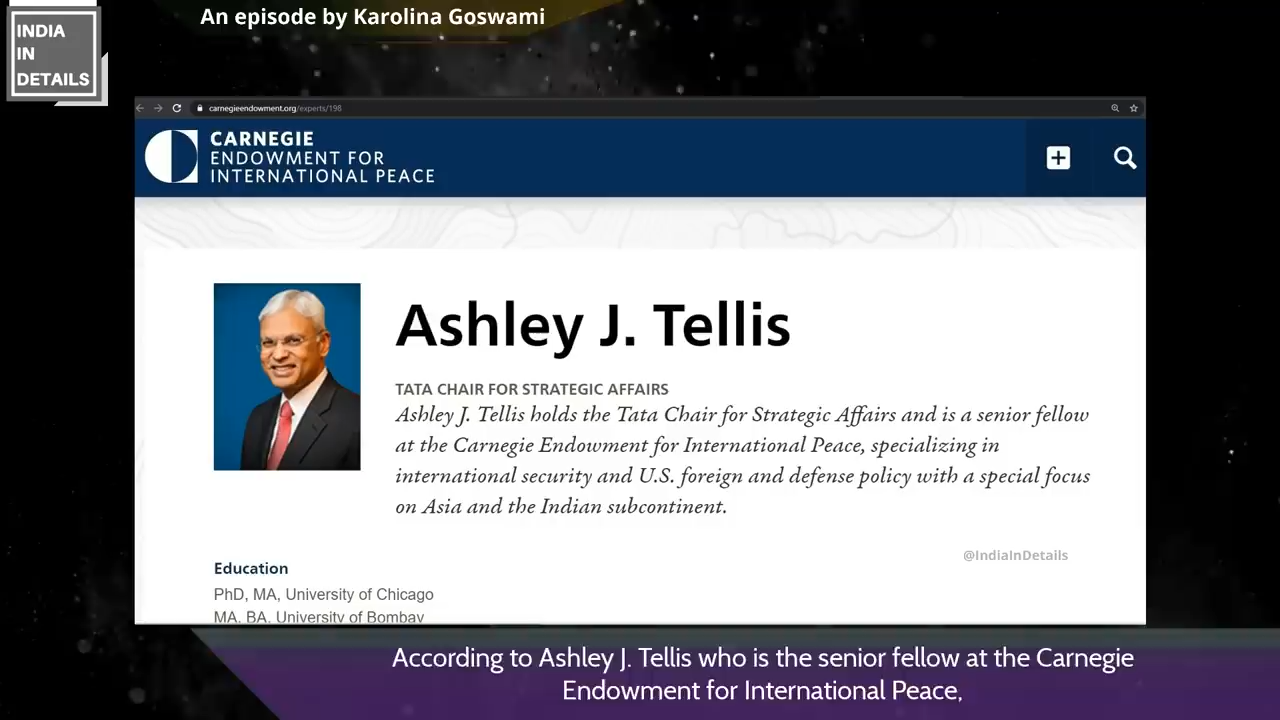 An episode by Karolina Goswami
INDIA
IN
DETAILS
carnegieendowment.org/experts/198
CARNEGIE
ENDOWMENT FOR
INTERNATIONAL PEACE
Ashley J. Tellis
TATA CHAIR FOR STRATEGIC AFFAIRS
Ashley J. Tellis holds the Tata Chair for Strategic Affairs and is a senior fellow
at the Carnegie Endowment for International Peace, specializing in
international security and U.S. foreign and defense policy with a special focus
on Asia and the Indian subcontinent.
@IndiaInDetails
Education
PhD, MA, University of Chicago
MA, BA, University of Bombay
According to Ashley J. Tellis who is the senior fellow at the Carnegie
Endowment for International Peace,